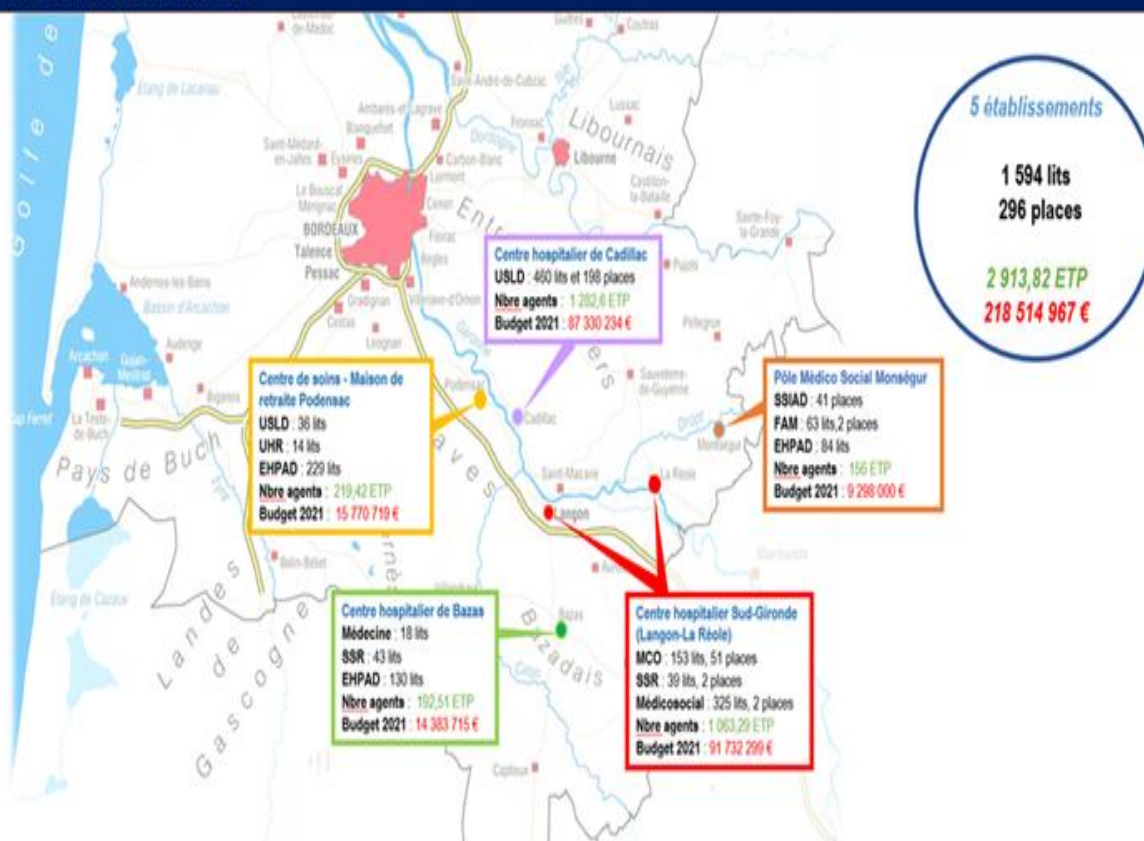 5 établissements
1 594 lits
296 places
2 913,82 ETP
218 514 967 €
Centre hospitalier de Cadillac
USLD : 460 lits et 198 places
Nbre agents : 1 282,6 ETP
Budget 2021 : 87 330 234 €
Centre de soins - Maison de
retraite Podensac
USLD : 36 lits
UHR : 14 lits
EHPAD : 229 lits
Nbre agents : 219,42 ETP
Budget 2021 : 15 770 719 €
Pôle Médico Social Monségur
SSIAD : 41 places
FAM : 63 lits,2 places
EHPAD : 84 lits
Nbre agents : 156 ETP
Budget 2021 : 9 298 000 €
Centre hospitalier de Bazas
Médecine : 18 lits
SSR : 43 lits
EHPAD : 130 lits
Nbre agents : 192,51 ETP
Budget 2021 : 14 383 715 €
Centre hospitalier Sud-Gironde
(Langon-La Réole)
MCO : 153 lits, 51 places
SSR : 39 lits, 2 places
Médicosocial : 325 lits, 2 places
Nbre agents : 1 063,29 ETP
Budget 2021 : 91 732 299 €
Golfe de
Étang de Lacanau
Saint-André-de-Cubzac
Coutras
Lussac
Fronsac
Libournais
Libourne
Dordogne
Ambarès-et-Lagrave
Blanquefort
Saint-Médard-
en-Jalles
Eysines
Carbon-Blanc
Lormont
Le Bouscat
Mérignac
Cenon
BORDEAUX
Floirac
Talence
Bègles
Pessac
Castillon-
la-Bataille
Sainte-Foy-
la-Grande
Pujols
Gradignan
Villenave-d'Ornon
Cestas
Léognan
Andernos-les-Bains
Bassin d'Arcachon
Audenge
Arcachon
Gujan-
Mestras
Biganos
La Teste-
de-Buch
Cap Ferret
Pays de Buch
Pellegrue
Sauveterre-
de-Guyenne
Garonne
Podensac
Cadillac
Dropt
Monségur
Saint-Macaire
La Réole
Langon
Belin-Béliet
Étang de Cazaux
Landes
de
Gascogne
Bazas
Bazadais
Captieux
Marmande